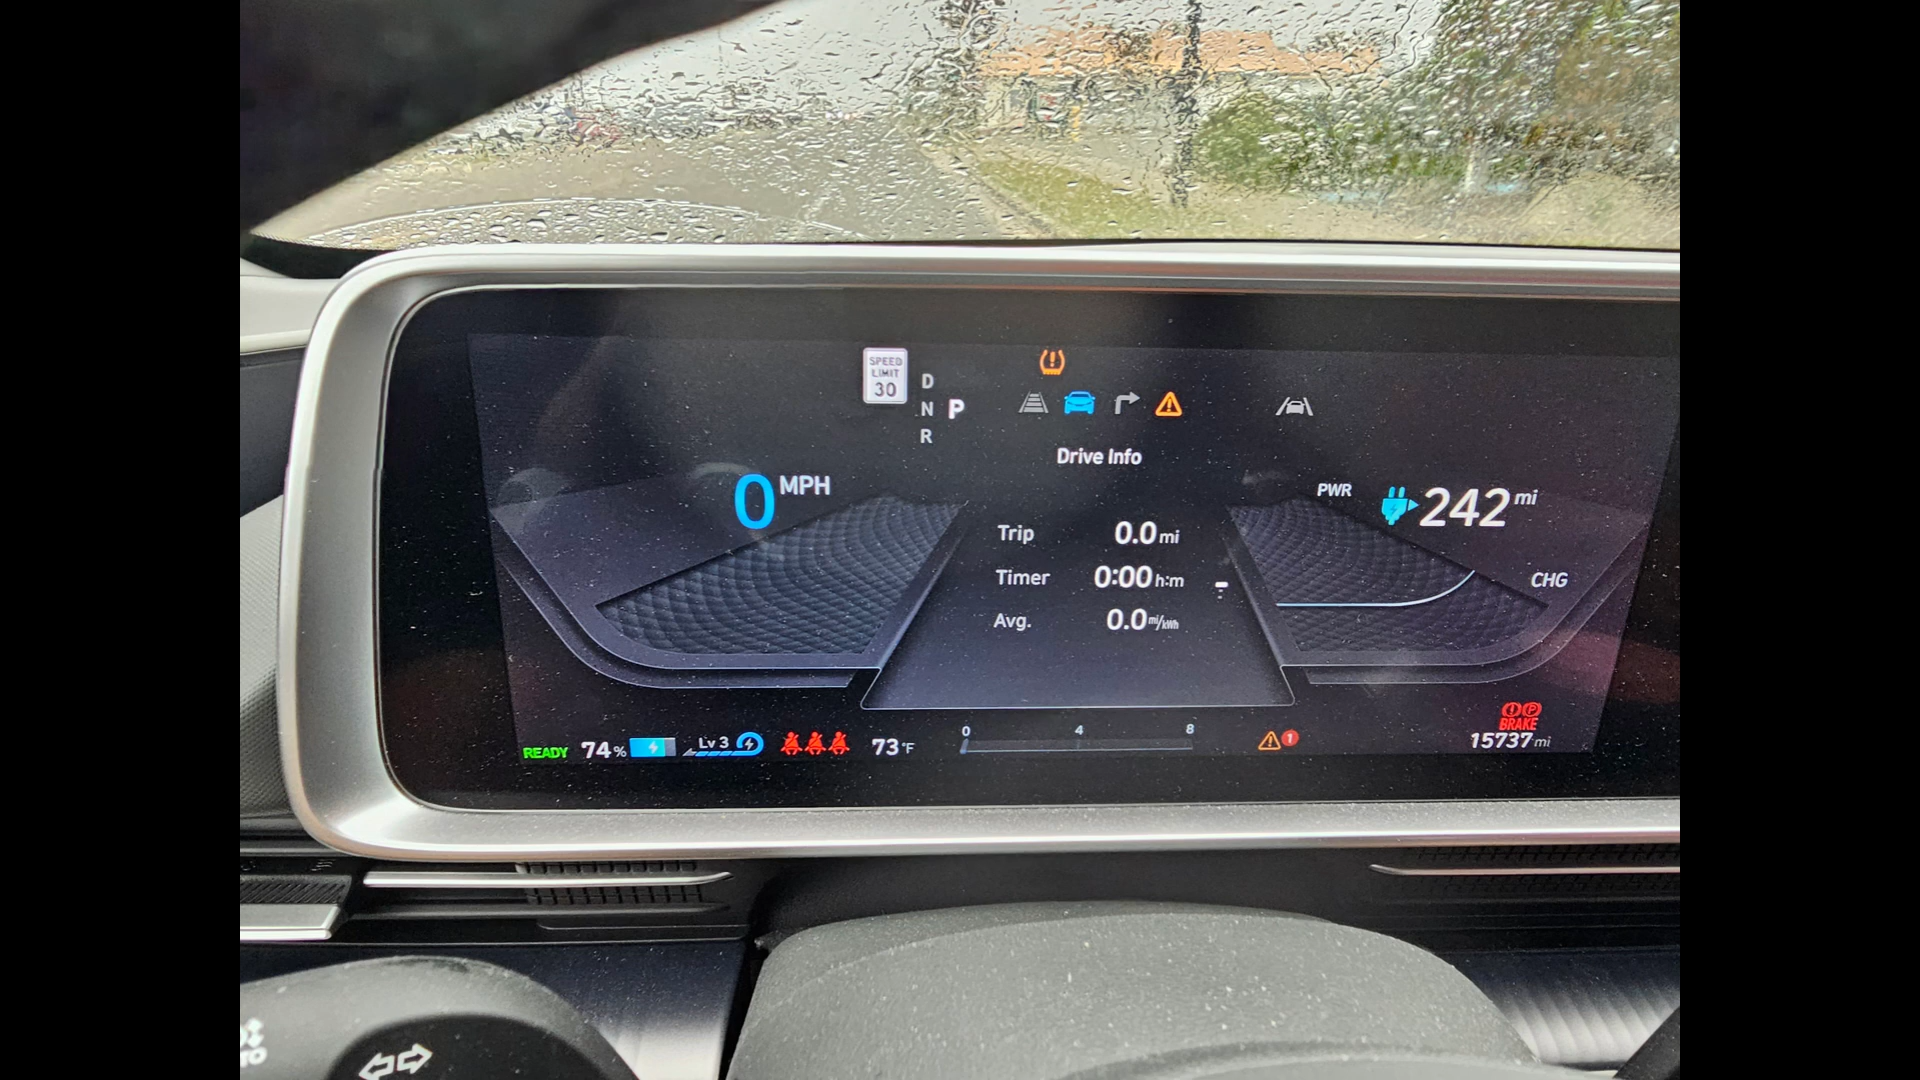 SPEED
LIMIT
30
D
N P
R
Drive Info
0 MPH
PWR
242 mi
Trip 0.0 mi
Timer 0:00 h:m
CHG
Avg. 0.0 mi/kWh
0 4 8
BRAKE
READY 74% Lv 3 73°F 1 15737 mi